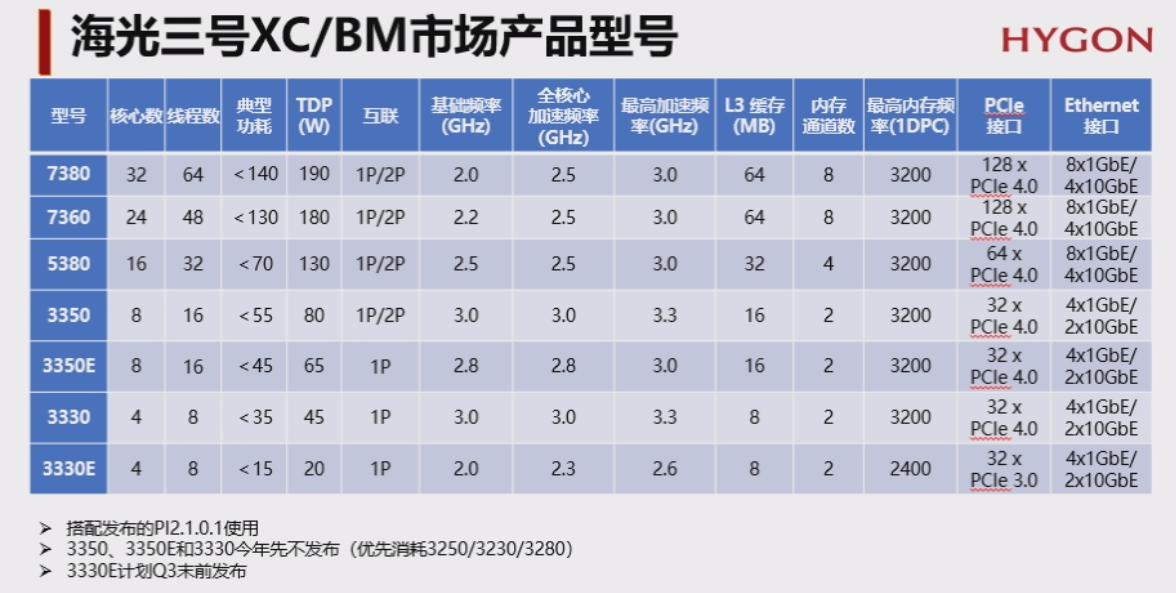 海光三号XC/BM市场产品型号
HYGON
型号 核心数 线程数 典型功耗 TDP(W) 互联 基础频率(GHz) 全核心加速频率(GHz) 最高加速频率(GHz) L3 缓存(MB) 内存通道数 最高内存频率(1DPC) PCIe接口 Ethernet接口
7380 32 64 <140 190 1P/2P 2.0 2.5 3.0 64 8 3200 128 x PCIe 4.0 8x1GbE/4x10GbE
7360 24 48 <130 180 1P/2P 2.2 2.5 3.0 64 8 3200 128 x PCIe 4.0 8x1GbE/4x10GbE
5380 16 32 <70 130 1P/2P 2.5 2.5 3.0 32 4 3200 64 x PCIe 4.0 8x1GbE/4x10GbE
3350 8 16 <55 80 1P/2P 3.0 3.0 3.3 16 2 3200 32 x PCIe 4.0 4x1GbE/2x10GbE
3350E 8 16 <45 65 1P 2.8 2.8 3.0 16 2 3200 32 x PCIe 4.0 4x1GbE/2x10GbE
3330 4 8 <35 45 1P 3.0 3.0 3.3 8 2 3200 32 x PCIe 4.0 4x1GbE/2x10GbE
3330E 4 8 <15 20 1P 2.0 2.3 2.6 8 2 2400 32 x PCIe 3.0 4x1GbE/2x10GbE
➢ 搭配发布的PI2.1.0.1使用
➢ 3350、3350E和3330今年先不发布（优先消耗3250/3230/3280）
➢ 3330E计划Q3末前发布